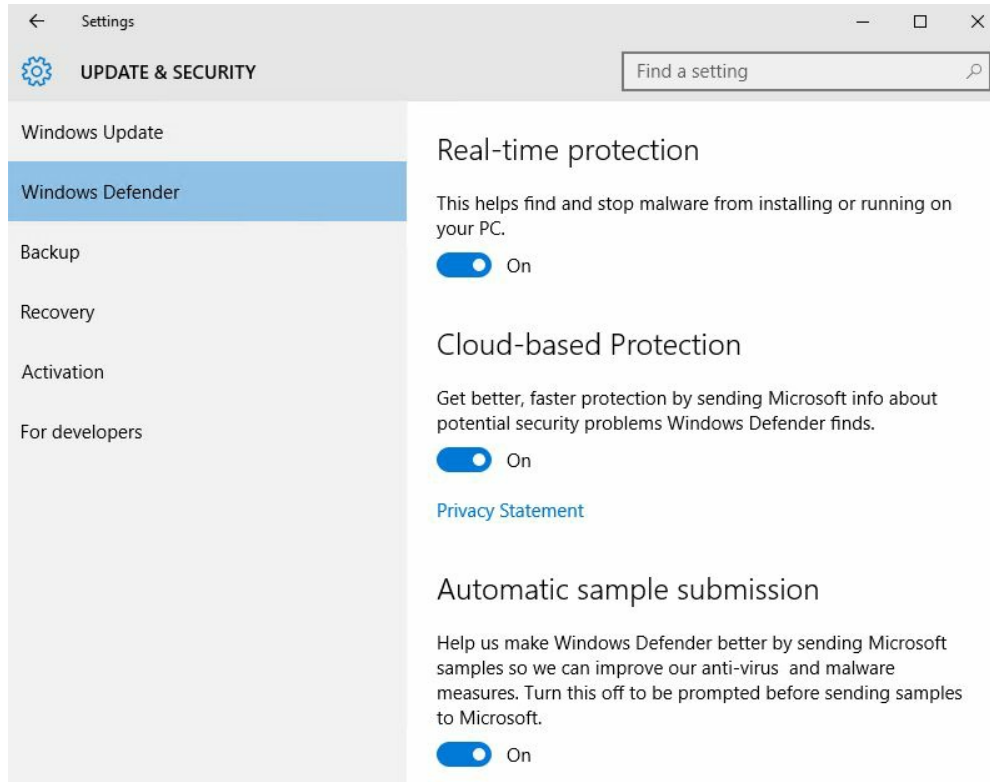 Settings
UPDATE & SECURITY
Find a setting
Windows Update
Windows Defender
Backup
Recovery
Activation
For developers
Real-time protection
This helps find and stop malware from installing or running on
your PC.
On
Cloud-based Protection
Get better, faster protection by sending Microsoft info about
potential security problems Windows Defender finds.
On
Privacy Statement
Automatic sample submission
Help us make Windows Defender better by sending Microsoft
samples so we can improve our anti-virus  and malware
measures. Turn this off to be prompted before sending samples
to Microsoft.
On